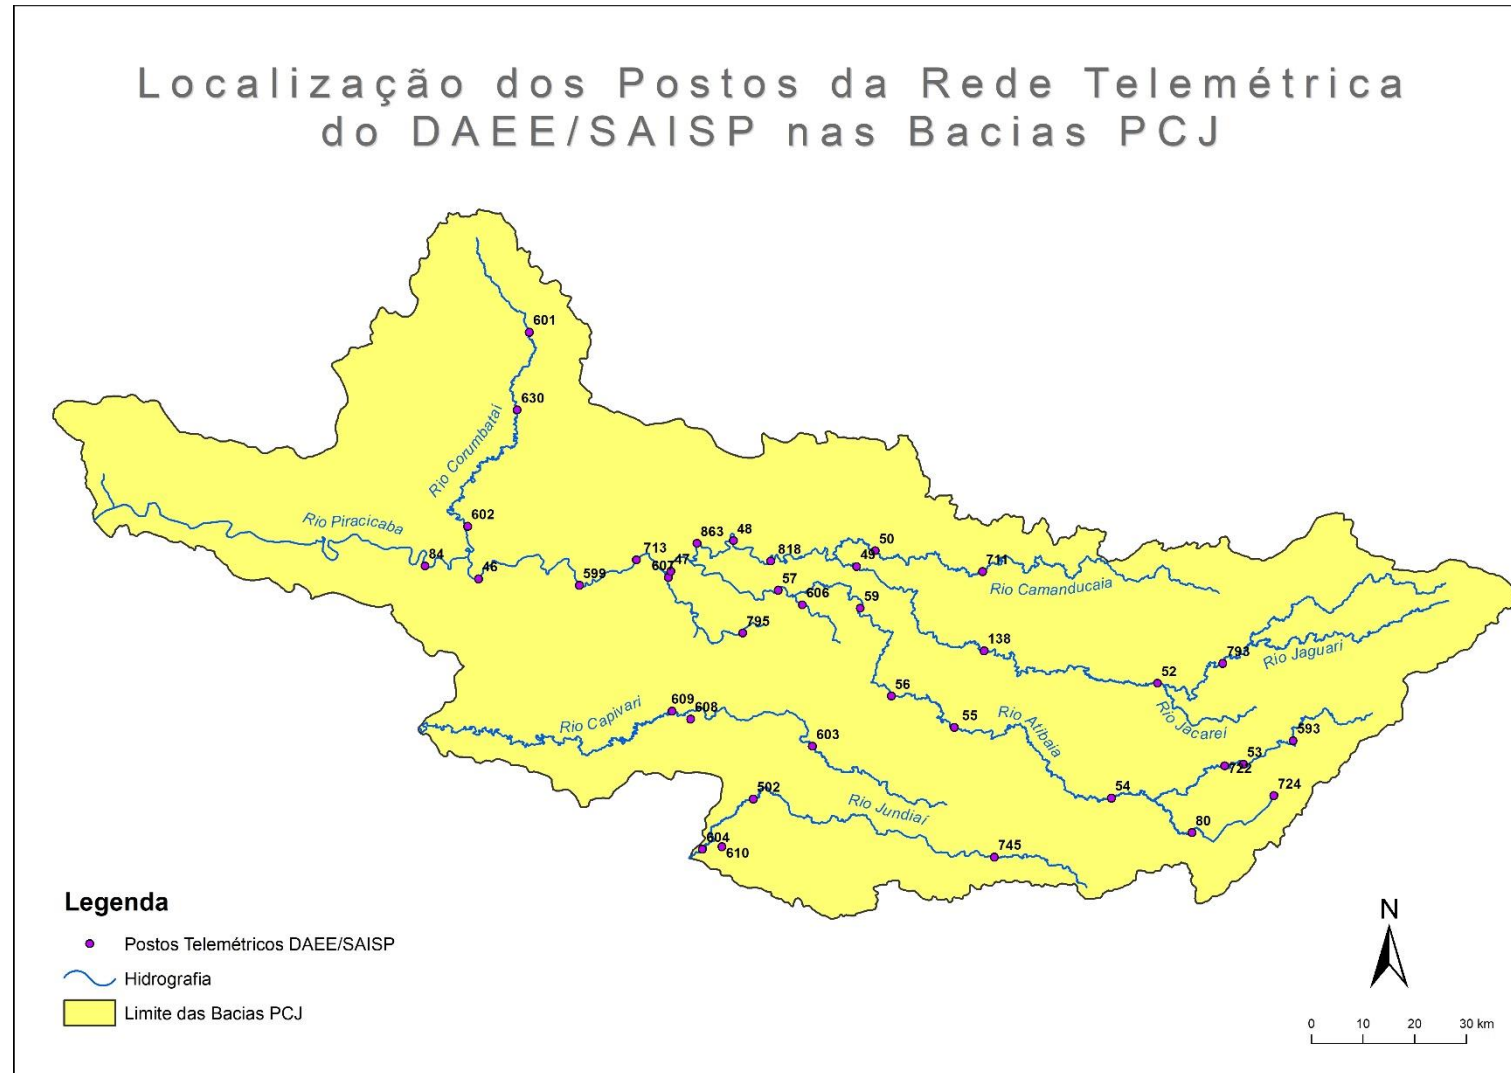 Localização dos Postos da Rede Telemétrica
do DAEE/SAISP nas Bacias PCJ
601
630
Rio Corumbataí
602
Rio Piracicaba
84
46
599
713
607
47
863
48
818
50
49
711
Rio Camanducaia
57
606
59
795
138
793
Rio Jaguari
52
Rio Jacarei
56
55
Rio Atibaia
609
608
Rio Capivari
603
593
53
722
724
54
80
502
Rio Jundiaí
604
610
745
Legenda
Postos Telemétricos DAEE/SAISP
Hidrografia
Limite das Bacias PCJ
N
0 10 20 30 km